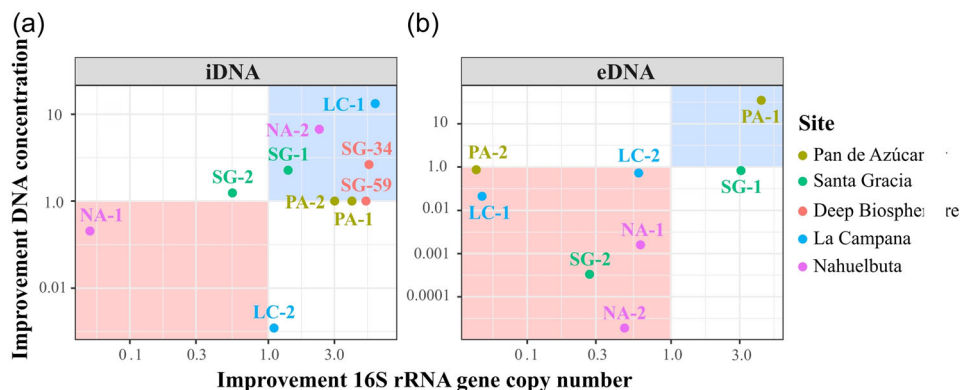 (a)
(b)
iDNA
eDNA
Improvement DNA concentration
10
1.0
0.01
LC-1
NA-2
SG-34
SG-1
SG-2
SG-59
PA-2
PA-1
NA-1
LC-2
0.1
0.3
1.0
3.0
10
1.0
0.01
0.001
0.0001
PA-1
PA-2
LC-2
SG-1
LC-1
NA-1
SG-2
NA-2
0.1
0.3
1.0
3.0
Improvement 16S rRNA gene copy number
Site
Pan de Azúcar
Santa Gracia
Deep Biosphere
La Campana
Nahuelbuta